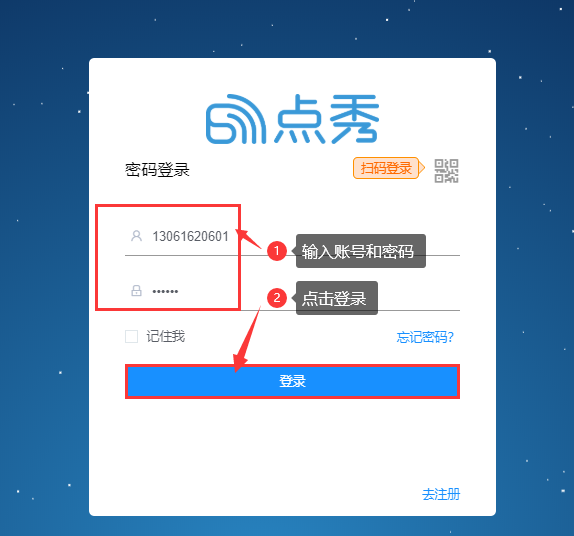 点秀
密码登录
扫码登录
13061620601
1 输入账号和密码
••••••
2 点击登录
记住我
忘记密码?
登录
去注册